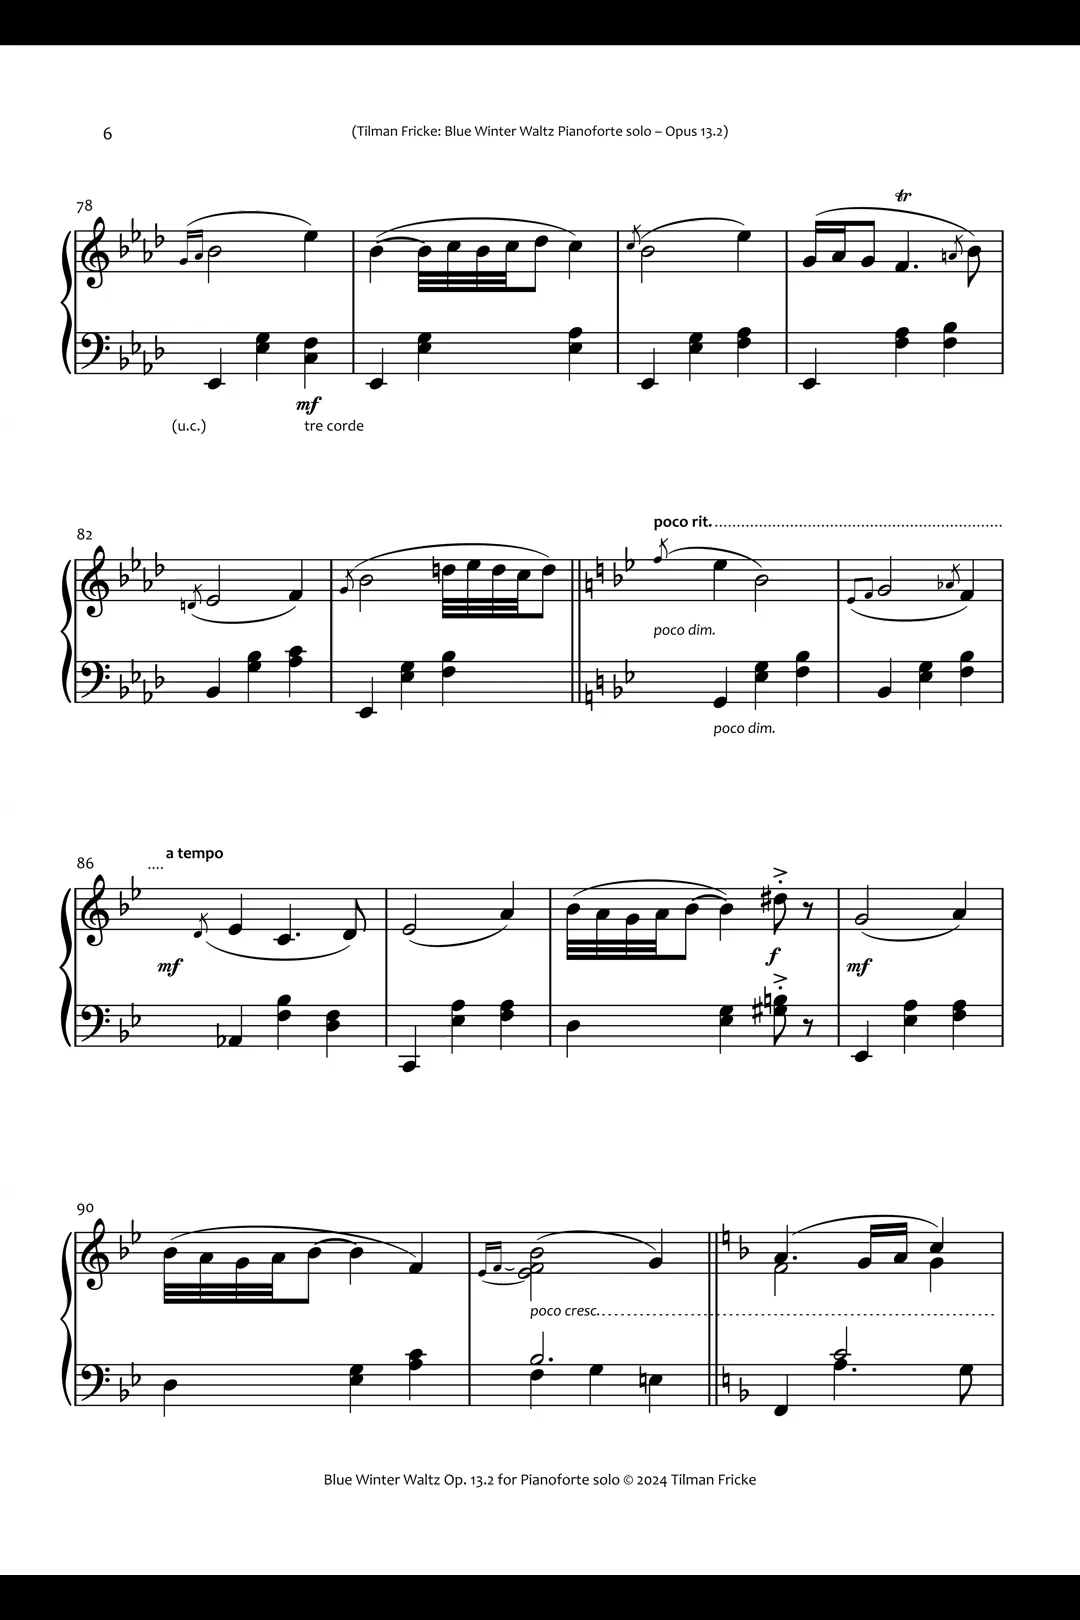 6
(Tilman Fricke: Blue Winter Waltz Pianoforte solo – Opus 13.2)
78
tr
mf
(u.c.) tre corde
82
poco rit.
poco dim.
poco dim.
86
a tempo
mf
f
mf
90
poco cresc.
Blue Winter Waltz Op. 13.2 for Pianoforte solo © 2024 Tilman Fricke